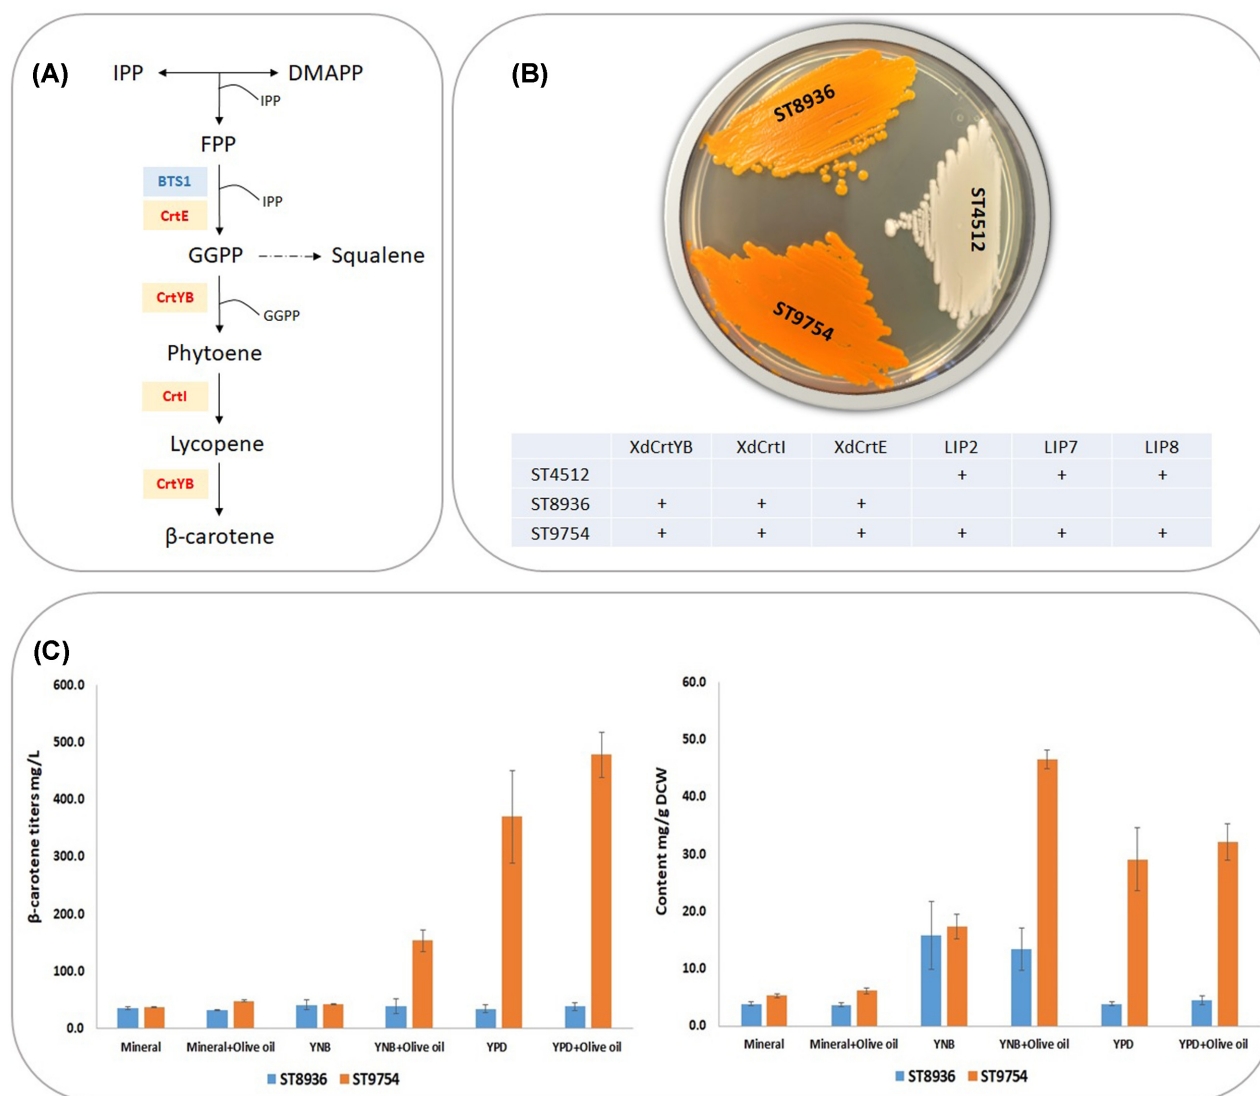 (A)
IPP DMAPP
IPP
FPP
BTS1
IPP
CrtE
GGPP Squalene
CrtYB
GGPP
Phytoene
CrtI
Lycopene
CrtYB
β-carotene
(B)
ST8936
ST4512
ST9754
XdCrtYB XdCrtI XdCrtE LIP2 LIP7 LIP8
ST4512 + + +
ST8936 + + +
ST9754 + + + + + +
(C)
β-carotene titers mg/L
600.0
500.0
400.0
300.0
200.0
100.0
0.0
Mineral Mineral+Olive oil YNB YNB+Olive oil YPD YPD+Olive oil
ST8936 ST9754
Content mg/g DCW
60.0
50.0
40.0
30.0
20.0
10.0
0.0
Mineral Mineral+Olive oil YNB YNB+Olive oil YPD YPD+Olive oil
ST8936 ST9754